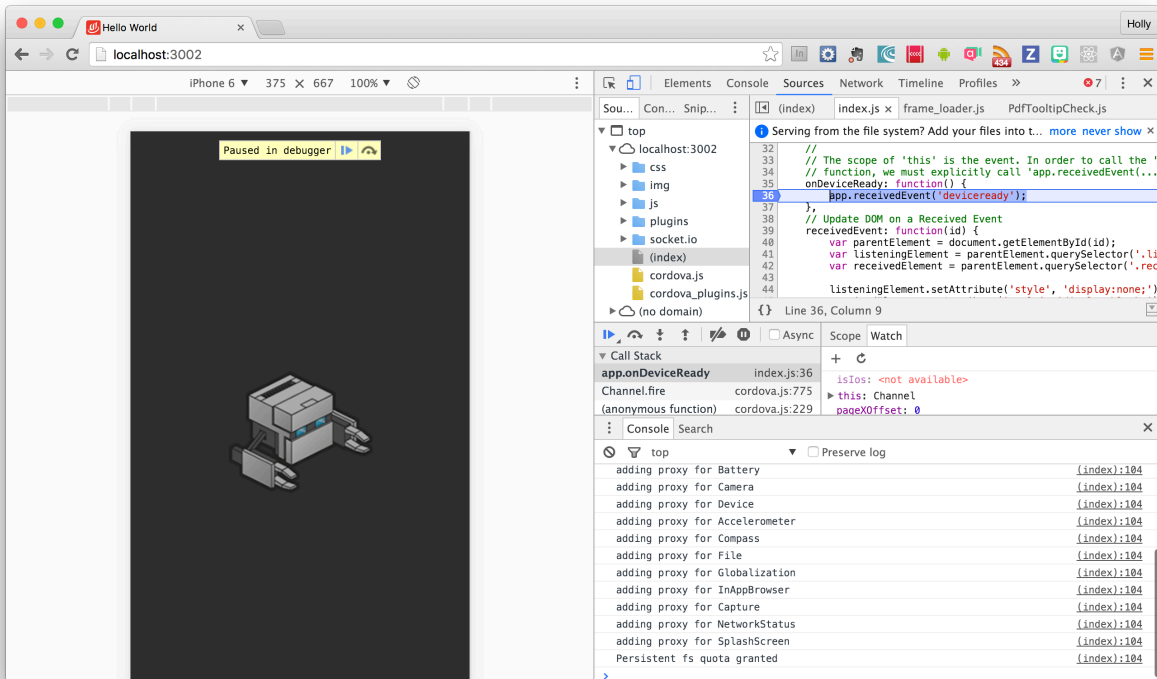 Hello World
Holly
localhost:3002
In
434
Z
iPhone 6 ▼ 375 × 667 100% ▼
Elements Console Sources Network Timeline Profiles » 7
Sou... Con... Snip...
(index) index.js × frame_loader.js PdfTooltipCheck.js
Serving from the file system? Add your files into t... more never show ×
Paused in debugger
top
localhost:3002
css
img
js
plugins
socket.io
(index)
cordova.js
cordova_plugins.js
(no domain)
32 //
33 // The scope of 'this' is the event. In order to call the '
34 // function, we must explicitly call 'app.receivedEvent(...
35 onDeviceReady: function() {
36 app.receivedEvent('deviceready');
37 },
38 // Update DOM on a Received Event
39 receivedEvent: function(id) {
40 var parentElement = document.getElementById(id);
41 var listeningElement = parentElement.querySelector('.li
42 var receivedElement = parentElement.querySelector('.rec
43
44 listeningElement.setAttribute('style', 'display:none;')
{} Line 36, Column 9
Async
Call Stack
app.onDeviceReady index.js:36
Channel.fire cordova.js:775
(anonymous function) cordova.js:229
Scope Watch
isIos: <not available>
this: Channel
pageXOffset: 0
Console Search
top ▼ Preserve log
adding proxy for Battery (index):104
adding proxy for Camera (index):104
adding proxy for Device (index):104
adding proxy for Accelerometer (index):104
adding proxy for Compass (index):104
adding proxy for File (index):104
adding proxy for Globalization (index):104
adding proxy for InAppBrowser (index):104
adding proxy for Capture (index):104
adding proxy for NetworkStatus (index):104
adding proxy for SplashScreen (index):104
Persistent fs quota granted (index):104